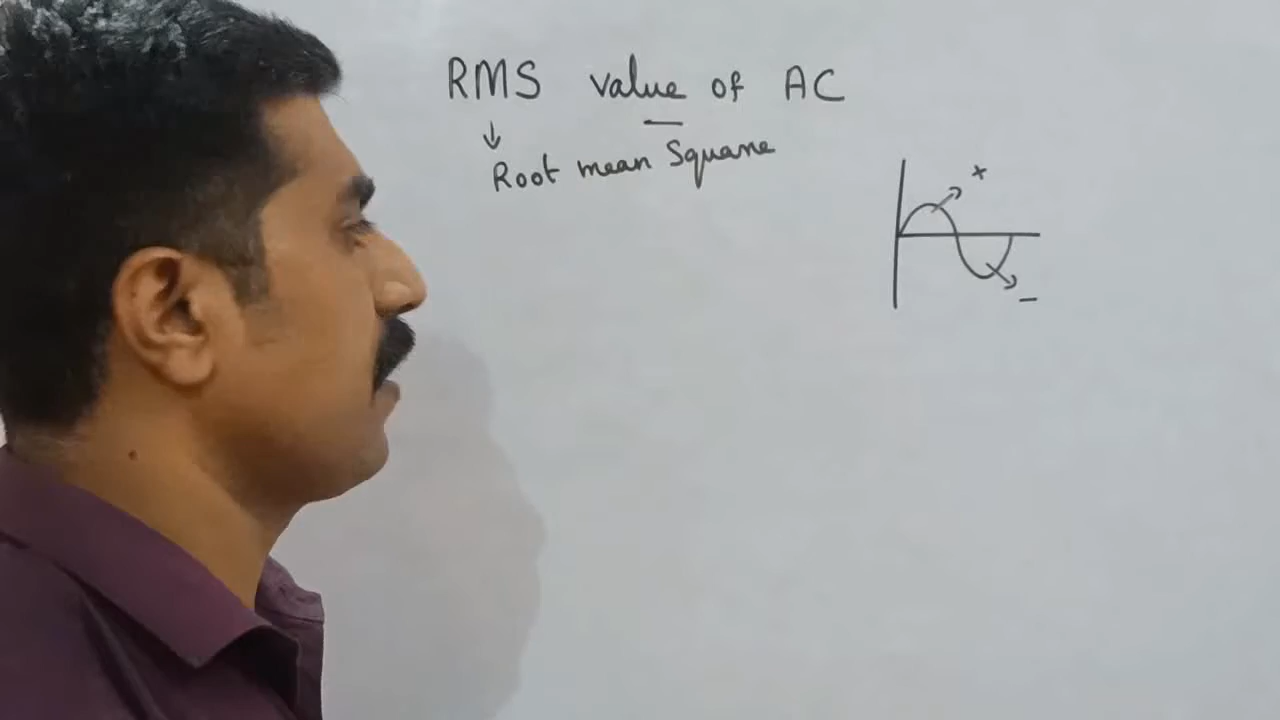 RMS value of AC
Root mean Square
+
-